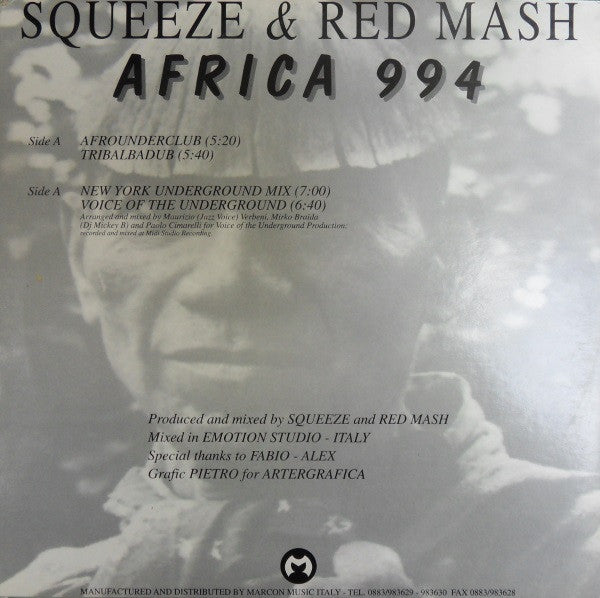 SQUEEZE & RED MASH
AFRICA 994
Side A AFROUNDERCLUB (5:20)
TRIBALBADUB (5:40)
Side A NEW YORK UNDERGROUND MIX (7:00)
VOICE OF THE UNDERGROUND (6:40)
Arranged and mixed by Maurizio (Jazz Voice) Verbeni, Mirko Braida
(Dj Mickey B) and Paolo Cimarelli for Voice of the Underground Production;
recorded and mixed at Midi Studio Recording.
Produced and mixed by SQUEEZE and RED MASH
Mixed in EMOTION STUDIO - ITALY
Special thanks to FABIO - ALEX
Grafic PIETRO for ARTERGRAFICA
MANUFACTURED AND DISTRIBUTED BY MARCON MUSIC ITALY - TEL. 0883/983629 - 983630 FAX 0883/983628